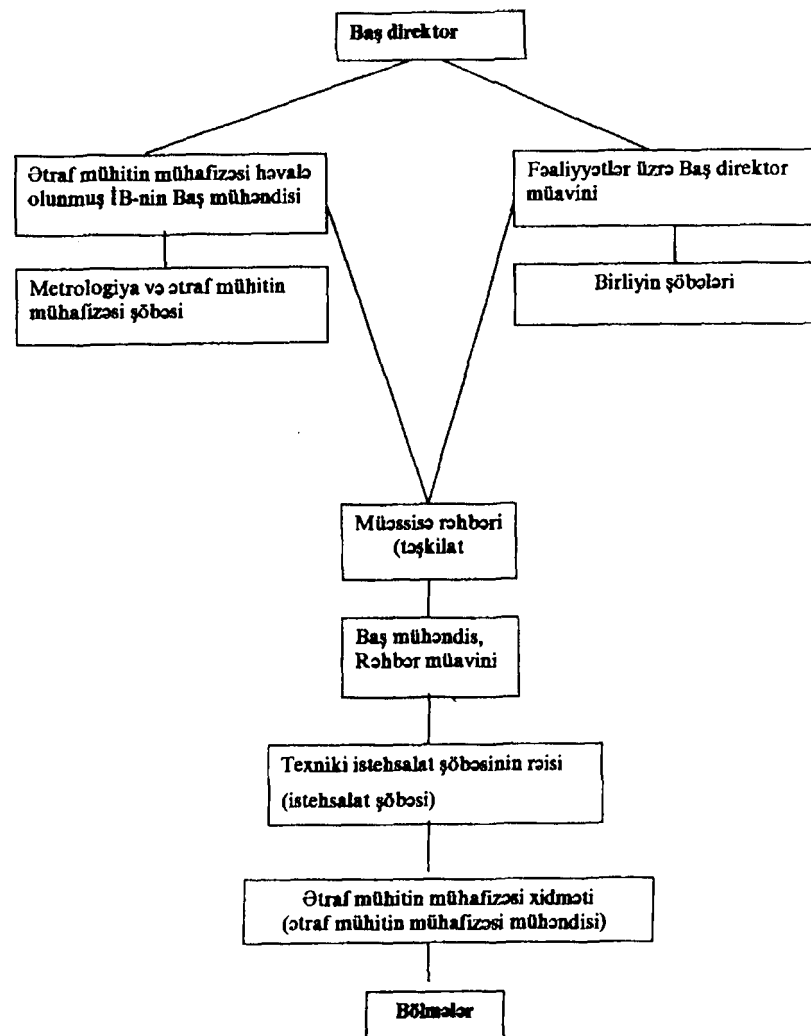 Baş direktor
Ətraf mühitin mühafizəsi həvalə
olunmuş İB-nin Baş mühəndisi
Fəaliyyətlər üzrə Baş direktor
müavini
Metrologiya və ətraf mühitin
mühafizəsi şöbəsi
Birliyin şöbələri
Müəssisə rəhbəri
(təşkilat
Baş mühəndis,
Rəhbər müavini
Texniki istehsalat şöbəsinin rəisi
(istehsalat şöbəsi)
Ətraf mühitin mühafizəsi xidməti
(ətraf mühitin mühafizəsi mühəndisi)
Bölmələr